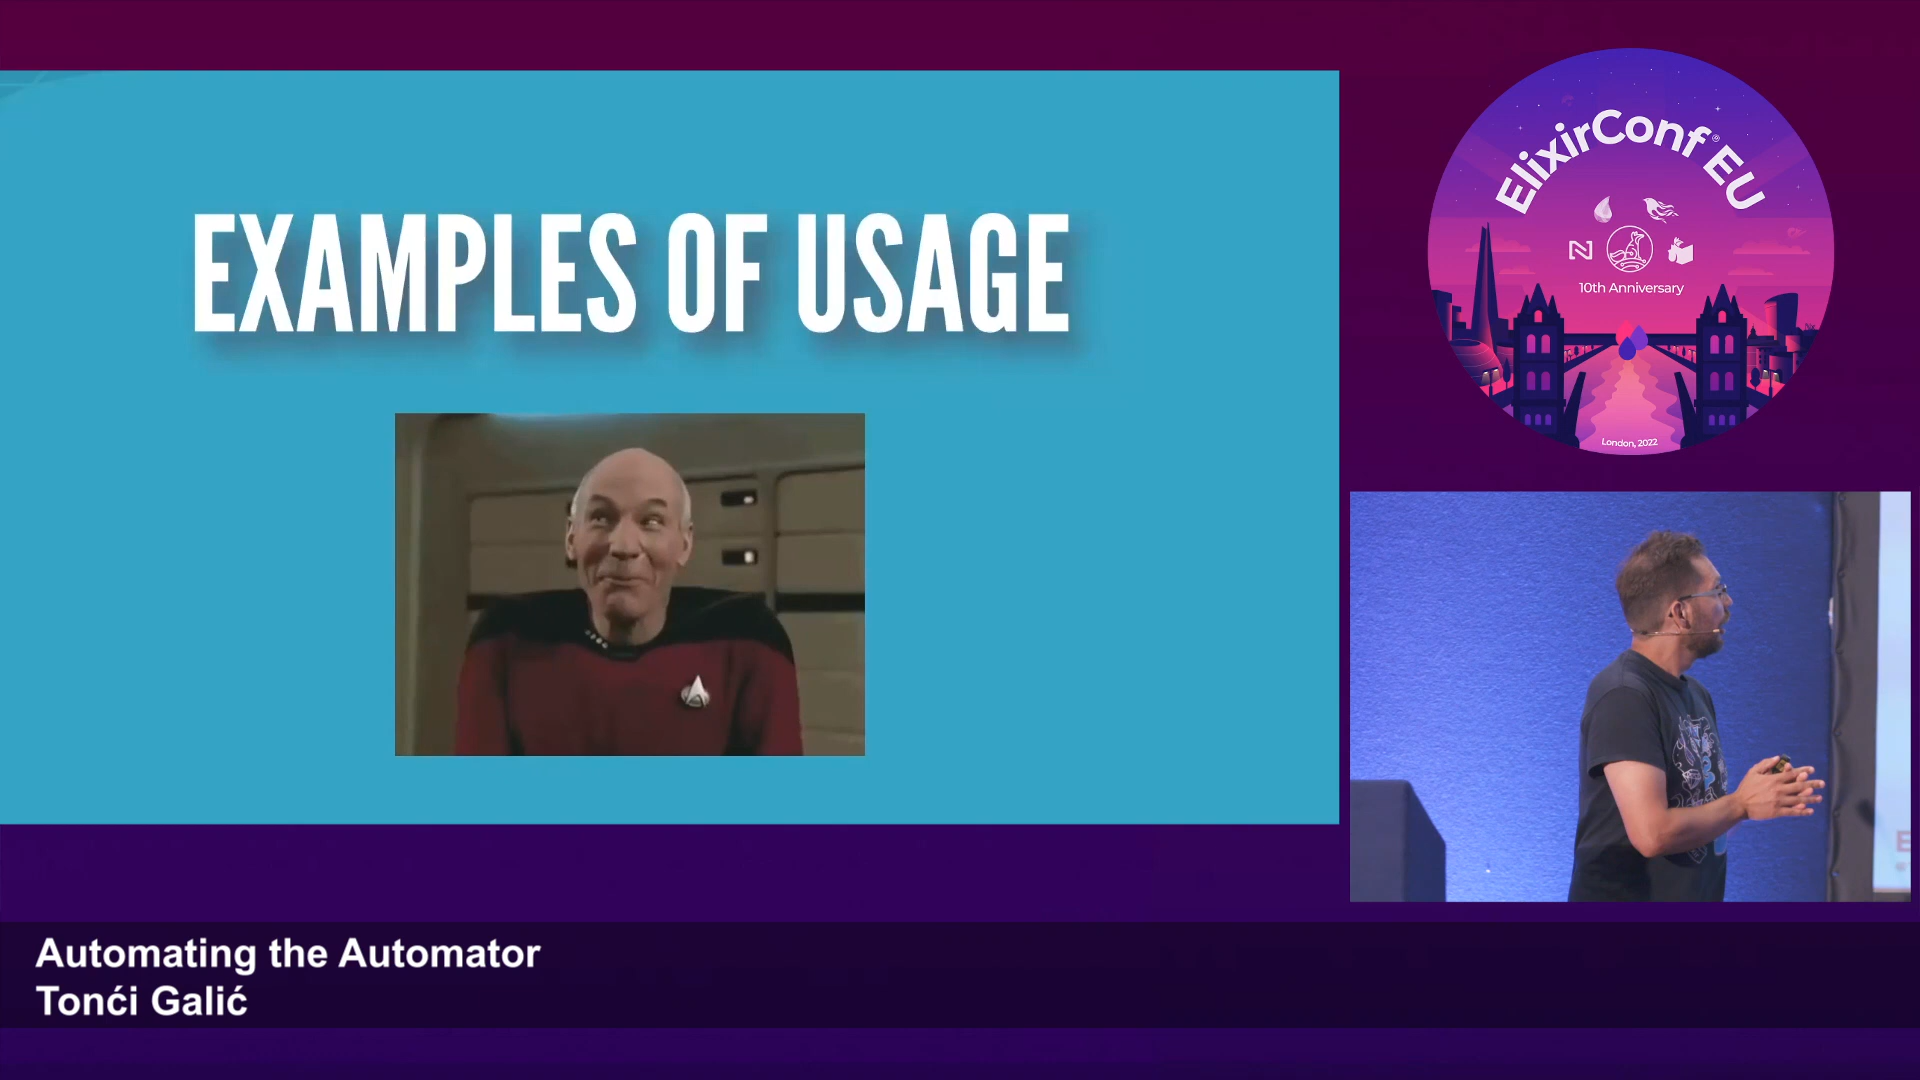 EXAMPLES OF USAGE
ElixirConf® EU
10th Anniversary
London, 2022
Automating the Automator
Tonći Galić